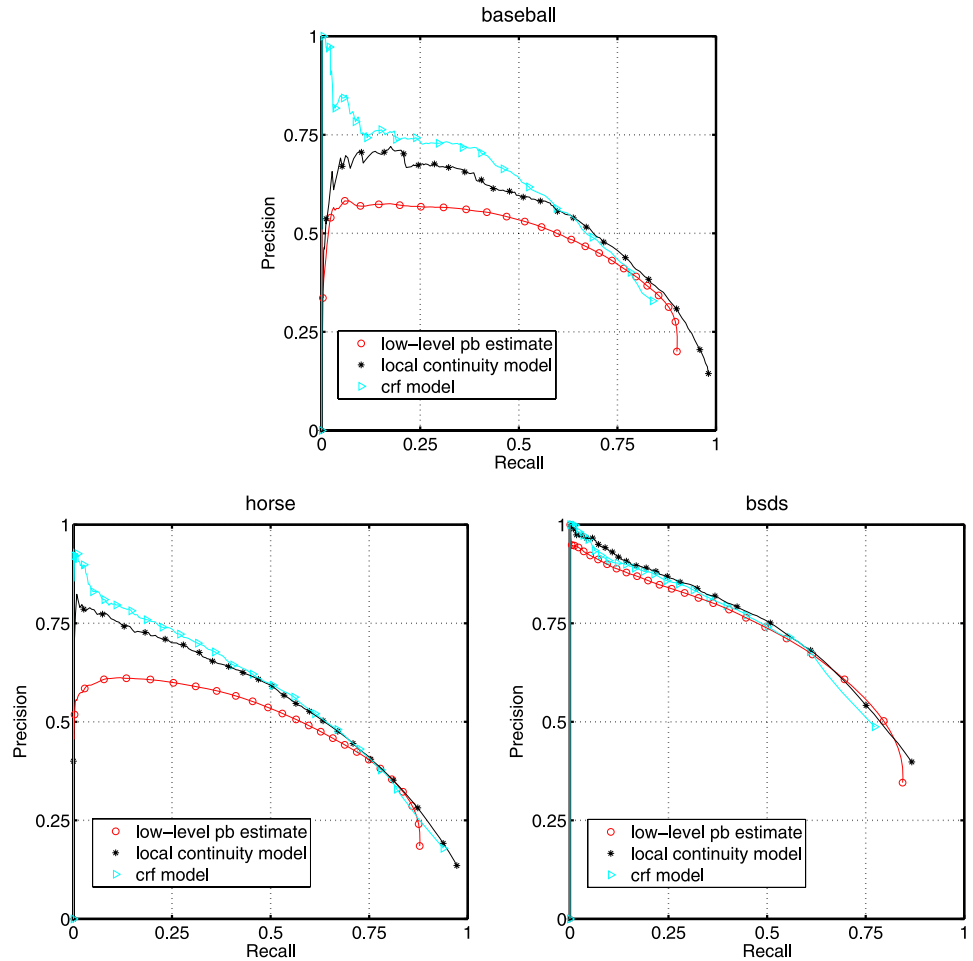 baseball
1
0.75
0.5
0.25
0
Precision
low-level pb estimate
local continuity model
crf model
0 0.25 0.5 0.75 1
Recall
horse
1
0.75
0.5
0.25
0
Precision
low-level pb estimate
local continuity model
crf model
0 0.25 0.5 0.75 1
Recall
bsds
1
0.75
0.5
0.25
0
Precision
low-level pb estimate
local continuity model
crf model
0 0.25 0.5 0.75 1
Recall